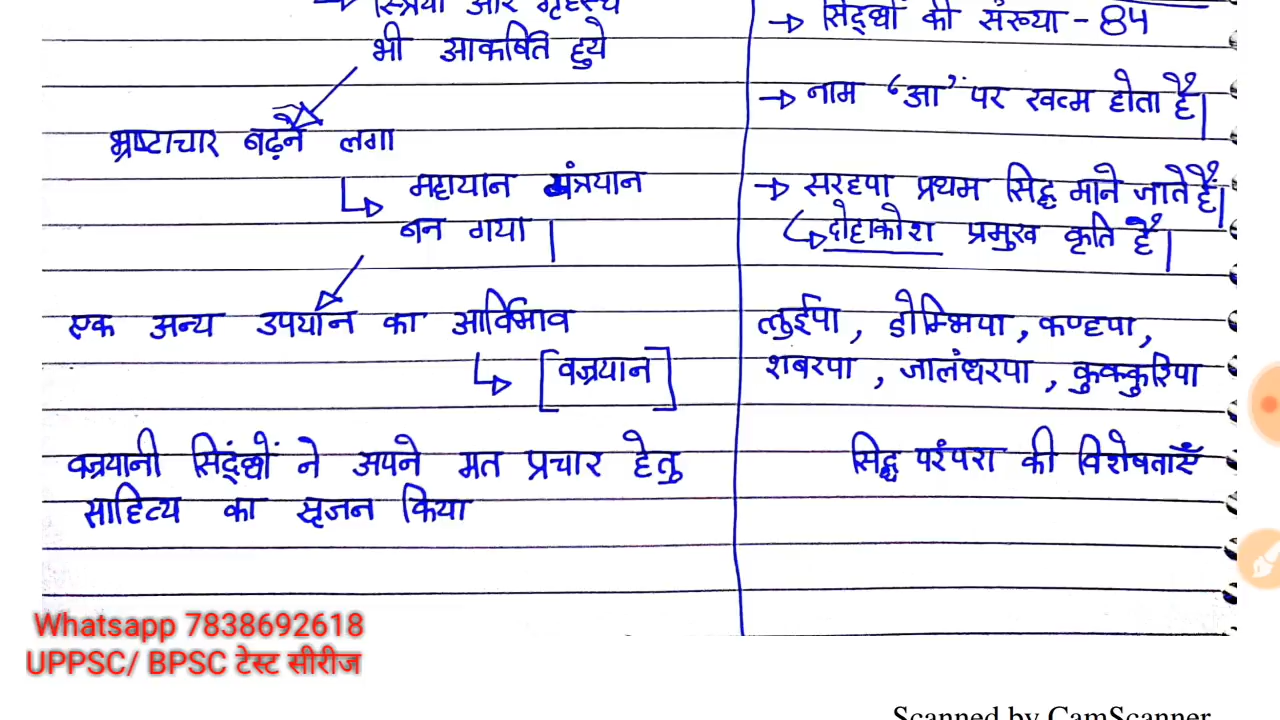 स्त्रियाँ और गृहस्थ
भी आकर्षित हुये
भ्रष्टाचार बढ़ने लगा
महायान मंत्रयान
बन गया |
एक अन्य उपयान का आर्विभाव
[वज्रयान]
वज्रयानी सिद्धों ने अपने मत प्रचार हेतु
साहित्य का सृजन किया
→ सिद्धों की संख्या - 84
→ नाम 'आ' पर खत्म होता है।
→ सरहपा प्रथम सिद्ध माने जाते हैं।
दोहाकोश प्रमुख कृति है।
लुईपा, डोम्भिपा, कण्हपा,
शबरपा, जालंधरपा, कुककुरिपा
सिद्ध परंपरा की विशेषताएँ
Whatsapp 7838692618
UPPSC/ BPSC टेस्ट सीरीज
Scanned by CamScanner